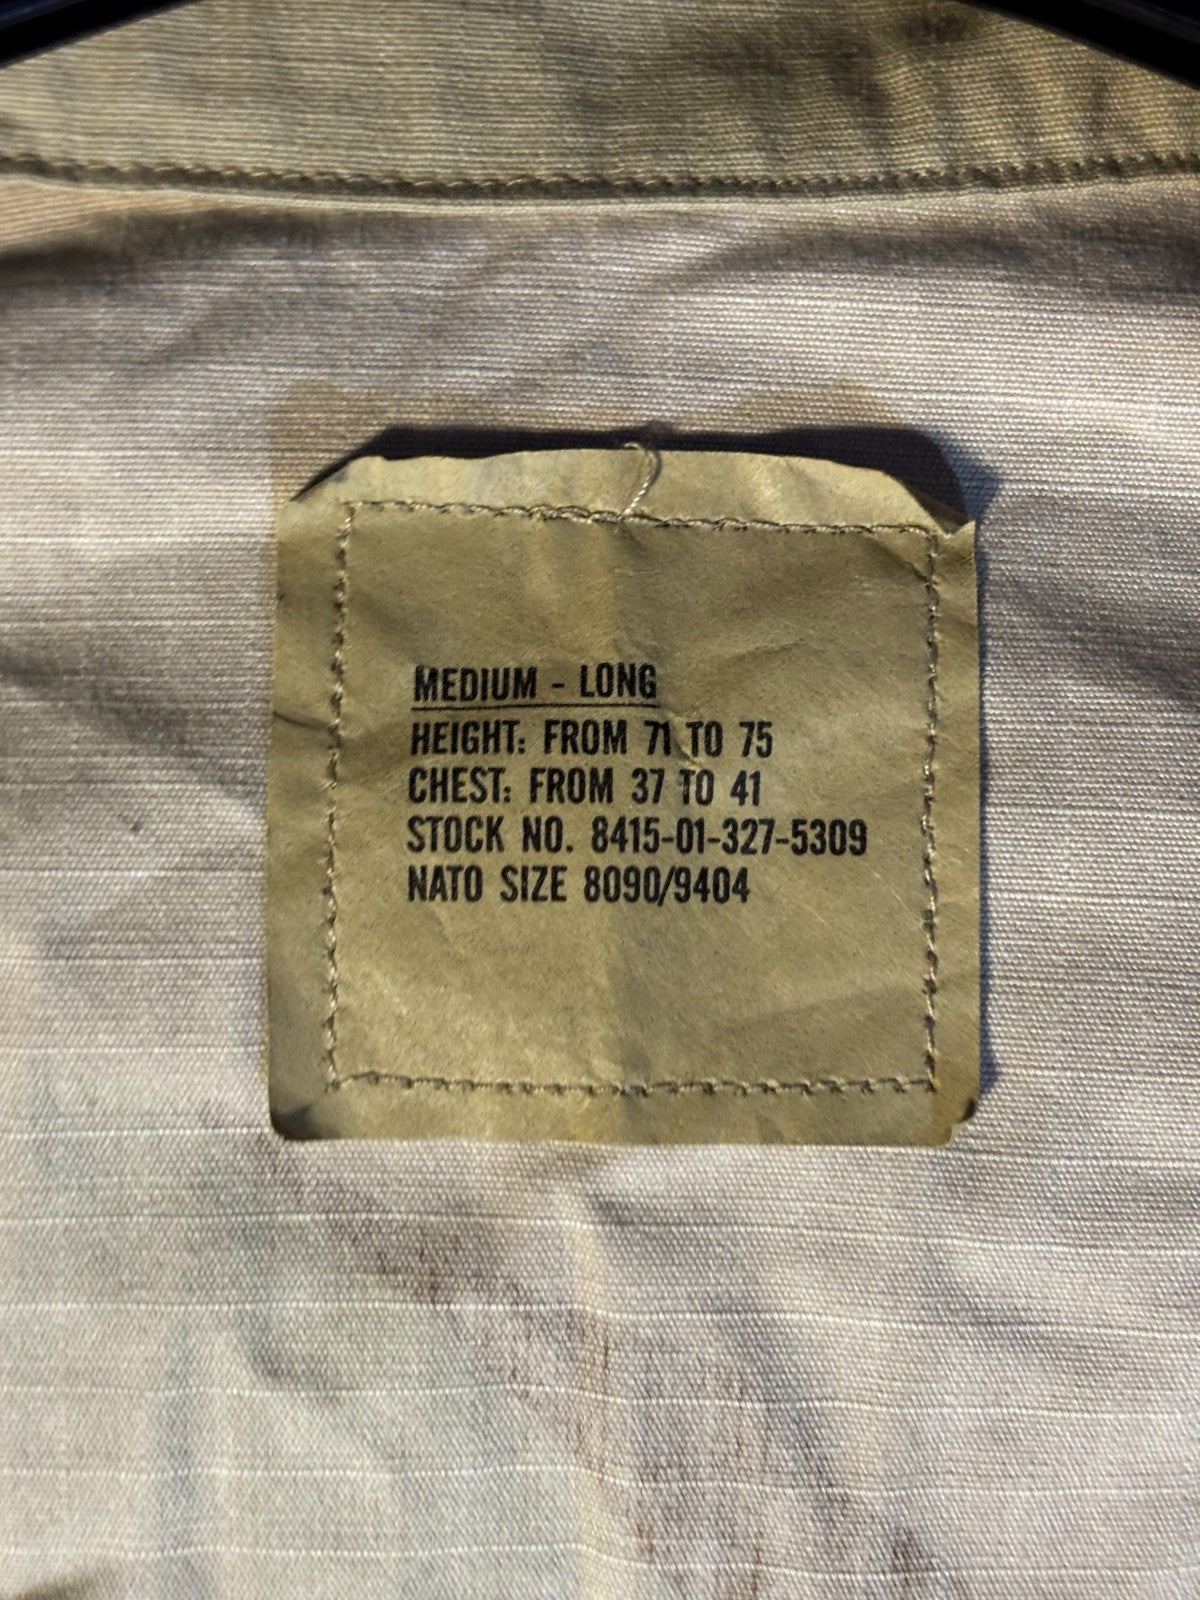 MEDIUM - LONG
HEIGHT: FROM 71 TO 75
CHEST: FROM 37 TO 41
STOCK NO. 8415-01-327-5309
NATO SIZE 8090/9404